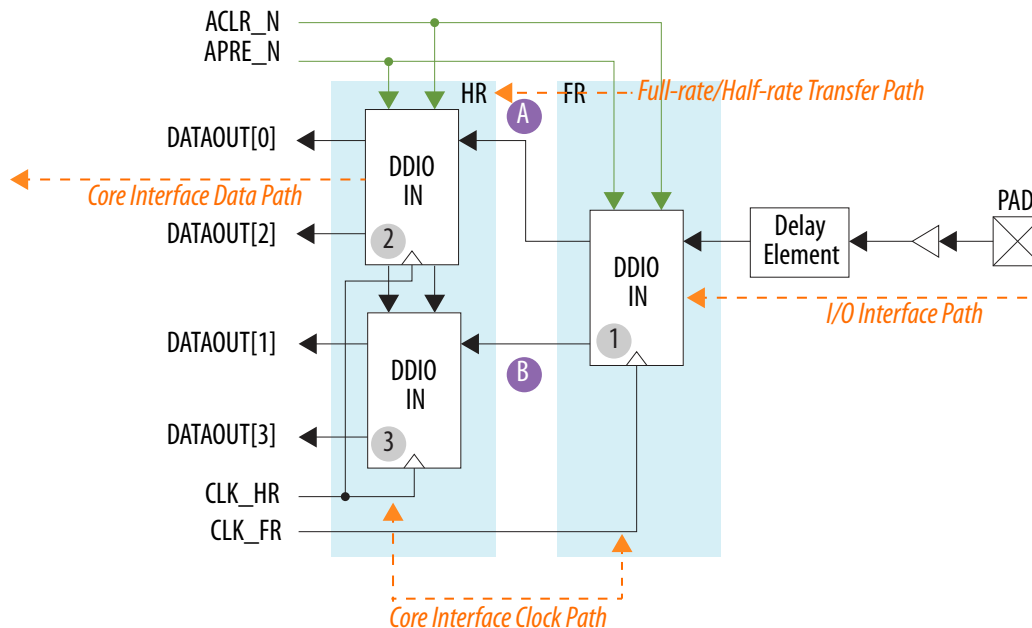 ACLR_N
APRE_N
HR
FR
Full-rate/Half-rate Transfer Path
A
DATAOUT[0]
DDIO
IN
Core Interface Data Path
DATAOUT[2]
2
Delay
Element
PAD
DDIO
IN
1
I/O Interface Path
DATAOUT[1]
DDIO
IN
B
DATAOUT[3]
3
CLK_HR
CLK_FR
Core Interface Clock Path